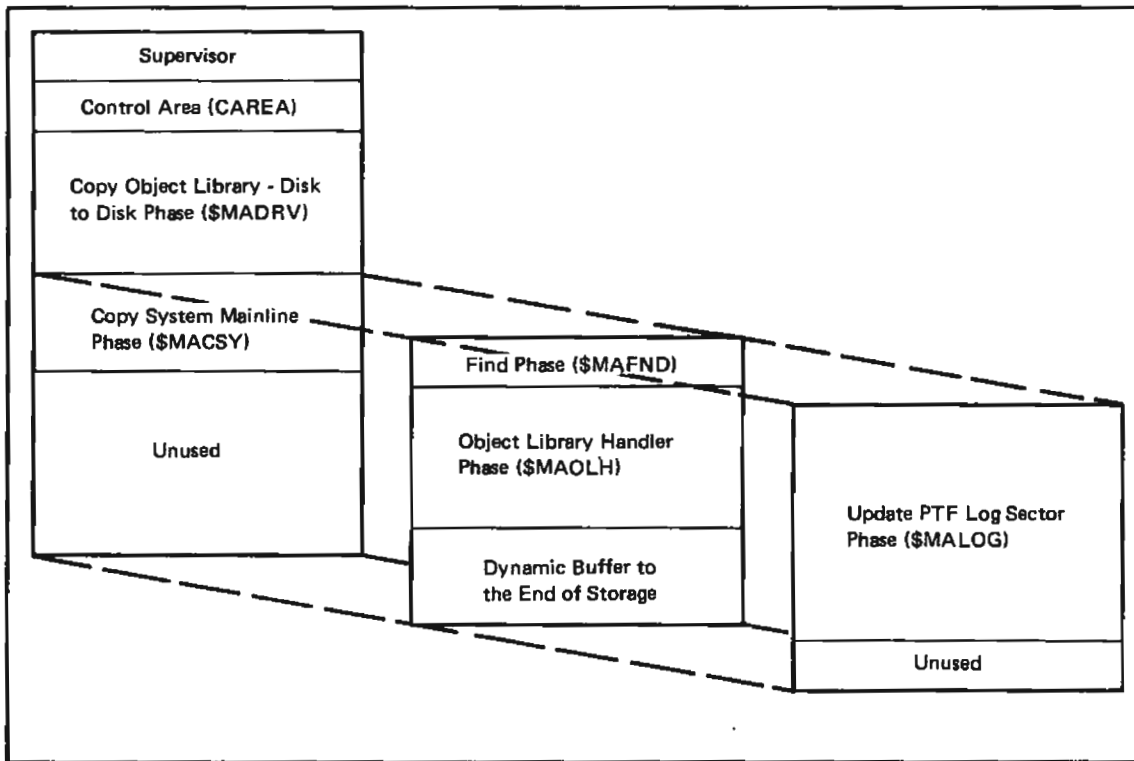 Supervisor
Control Area (CAREA)
Copy Object Library - Disk
to Disk Phase ($MADRV)
Copy System Mainline
Phase ($MACSY)
Unused
Find Phase ($MAFND)
Object Library Handler
Phase ($MAOLH)
Dynamic Buffer to
the End of Storage
Update PTF Log Sector
Phase ($MALOG)
Unused